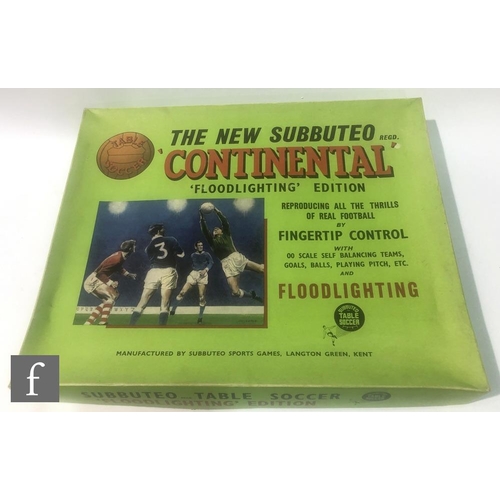 THE NEW SUBBUTEO REGD.
'CONTINENTAL'
'FLOODLIGHTING' EDITION
TABLE
SOCCER
REPRODUCING ALL THE THRILLS
OF REAL FOOTBALL
BY
FINGERTIP CONTROL
WITH
OO SCALE SELF BALANCING TEAMS,
GOALS, BALLS, PLAYING PITCH, ETC.
AND
FLOODLIGHTING
3
SUBBUTEO
TABLE
SOCCER
MANUFACTURED BY SUBBUTEO SPORTS GAMES, LANGTON GREEN, KENT
f
SUBBUTEO TABLE SOCCER
'FLOODLIGHTING' EDITION